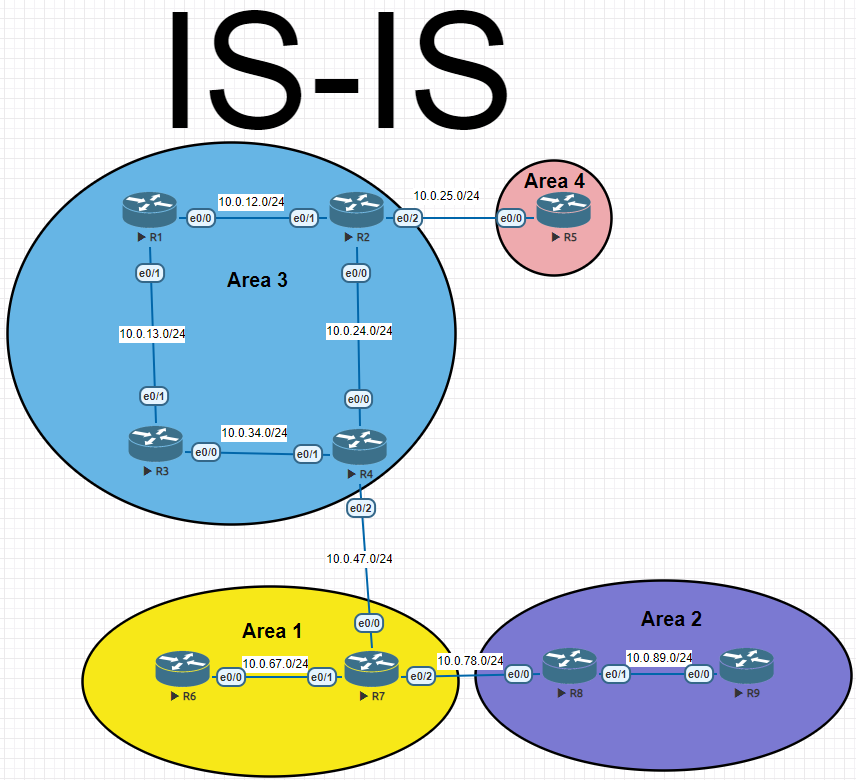 IS-IS
Area 4
10.0.12.0/24
10.0.25.0/24
e0/0
e0/1
e0/2
e0/0
R1
R2
R5
e0/1
Area 3
e0/0
10.0.13.0/24
10.0.24.0/24
e0/1
e0/0
10.0.34.0/24
e0/0
e0/1
R3
R4
e0/2
10.0.47.0/24
Area 1
e0/0
Area 2
10.0.67.0/24
10.0.78.0/24
10.0.89.0/24
e0/0
e0/1
e0/2
e0/0
e0/1
e0/0
R6
R7
R8
R9